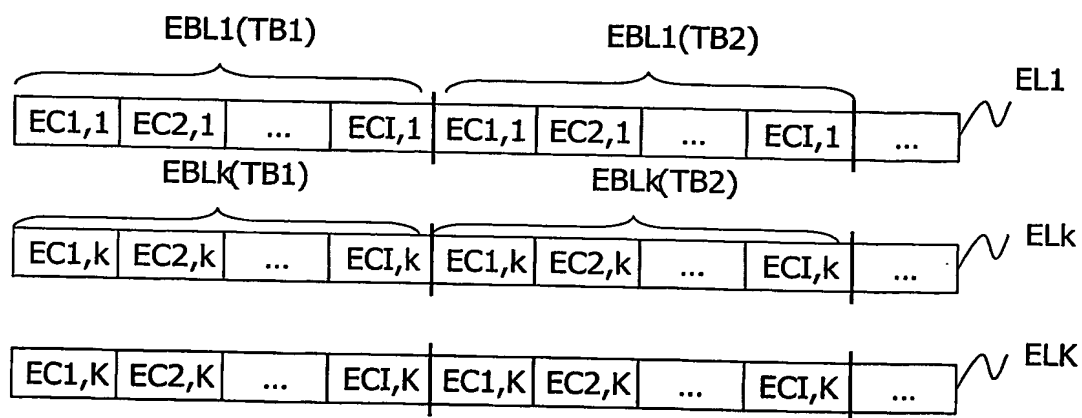 EBL1(TB1) EBL1(TB2)
EL1
EC1,1 EC2,1 ... ECI,1 EC1,1 EC2,1 ... ECI,1 ...
EBLk(TB1) EBLk(TB2)
ELk
EC1,k EC2,k ... ECI,k EC1,k EC2,k ... ECI,k ...
ELK
EC1,K EC2,K ... ECI,K EC1,K EC2,K ... ECI,K ...